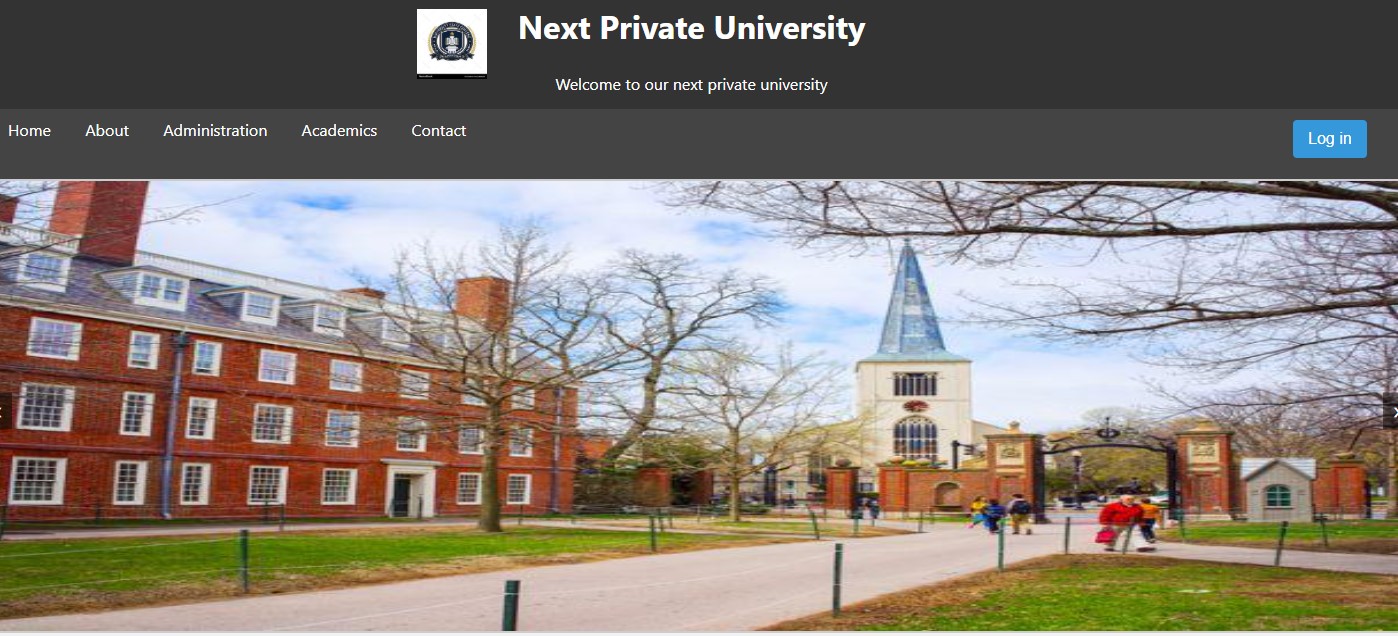 Next Private University
Welcome to our next private university
Home About Administration Academics Contact
Log in